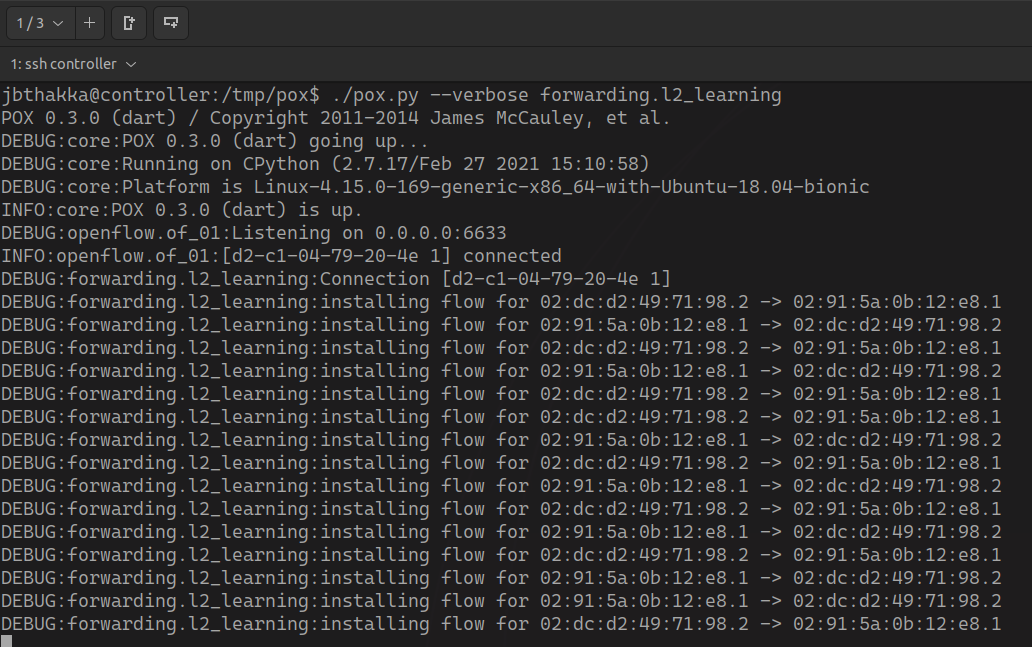 1 / 3
1: ssh controller
jbthakka@controller:/tmp/pox$ ./pox.py --verbose forwarding.l2_learning
POX 0.3.0 (dart) / Copyright 2011-2014 James McCauley, et al.
DEBUG:core:POX 0.3.0 (dart) going up...
DEBUG:core:Running on CPython (2.7.17/Feb 27 2021 15:10:58)
DEBUG:core:Platform is Linux-4.15.0-169-generic-x86_64-with-Ubuntu-18.04-bionic
INFO:core:POX 0.3.0 (dart) is up.
DEBUG:openflow.of_01:Listening on 0.0.0.0:6633
INFO:openflow.of_01:[d2-c1-04-79-20-4e 1] connected
DEBUG:forwarding.l2_learning:Connection [d2-c1-04-79-20-4e 1]
DEBUG:forwarding.l2_learning:installing flow for 02:dc:d2:49:71:98.2 -> 02:91:5a:0b:12:e8.1
DEBUG:forwarding.l2_learning:installing flow for 02:91:5a:0b:12:e8.1 -> 02:dc:d2:49:71:98.2
DEBUG:forwarding.l2_learning:installing flow for 02:dc:d2:49:71:98.2 -> 02:91:5a:0b:12:e8.1
DEBUG:forwarding.l2_learning:installing flow for 02:91:5a:0b:12:e8.1 -> 02:dc:d2:49:71:98.2
DEBUG:forwarding.l2_learning:installing flow for 02:dc:d2:49:71:98.2 -> 02:91:5a:0b:12:e8.1
DEBUG:forwarding.l2_learning:installing flow for 02:dc:d2:49:71:98.2 -> 02:91:5a:0b:12:e8.1
DEBUG:forwarding.l2_learning:installing flow for 02:91:5a:0b:12:e8.1 -> 02:dc:d2:49:71:98.2
DEBUG:forwarding.l2_learning:installing flow for 02:dc:d2:49:71:98.2 -> 02:91:5a:0b:12:e8.1
DEBUG:forwarding.l2_learning:installing flow for 02:91:5a:0b:12:e8.1 -> 02:dc:d2:49:71:98.2
DEBUG:forwarding.l2_learning:installing flow for 02:dc:d2:49:71:98.2 -> 02:91:5a:0b:12:e8.1
DEBUG:forwarding.l2_learning:installing flow for 02:91:5a:0b:12:e8.1 -> 02:dc:d2:49:71:98.2
DEBUG:forwarding.l2_learning:installing flow for 02:dc:d2:49:71:98.2 -> 02:91:5a:0b:12:e8.1
DEBUG:forwarding.l2_learning:installing flow for 02:91:5a:0b:12:e8.1 -> 02:dc:d2:49:71:98.2
DEBUG:forwarding.l2_learning:installing flow for 02:91:5a:0b:12:e8.1 -> 02:dc:d2:49:71:98.2
DEBUG:forwarding.l2_learning:installing flow for 02:dc:d2:49:71:98.2 -> 02:91:5a:0b:12:e8.1